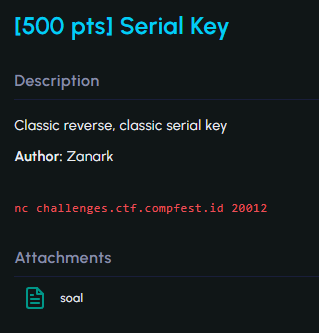 [500 pts] Serial Key
Description
Classic reverse, classic serial key
Author: Zanark
nc challenges.ctf.compfest.id 20012
Attachments
soal